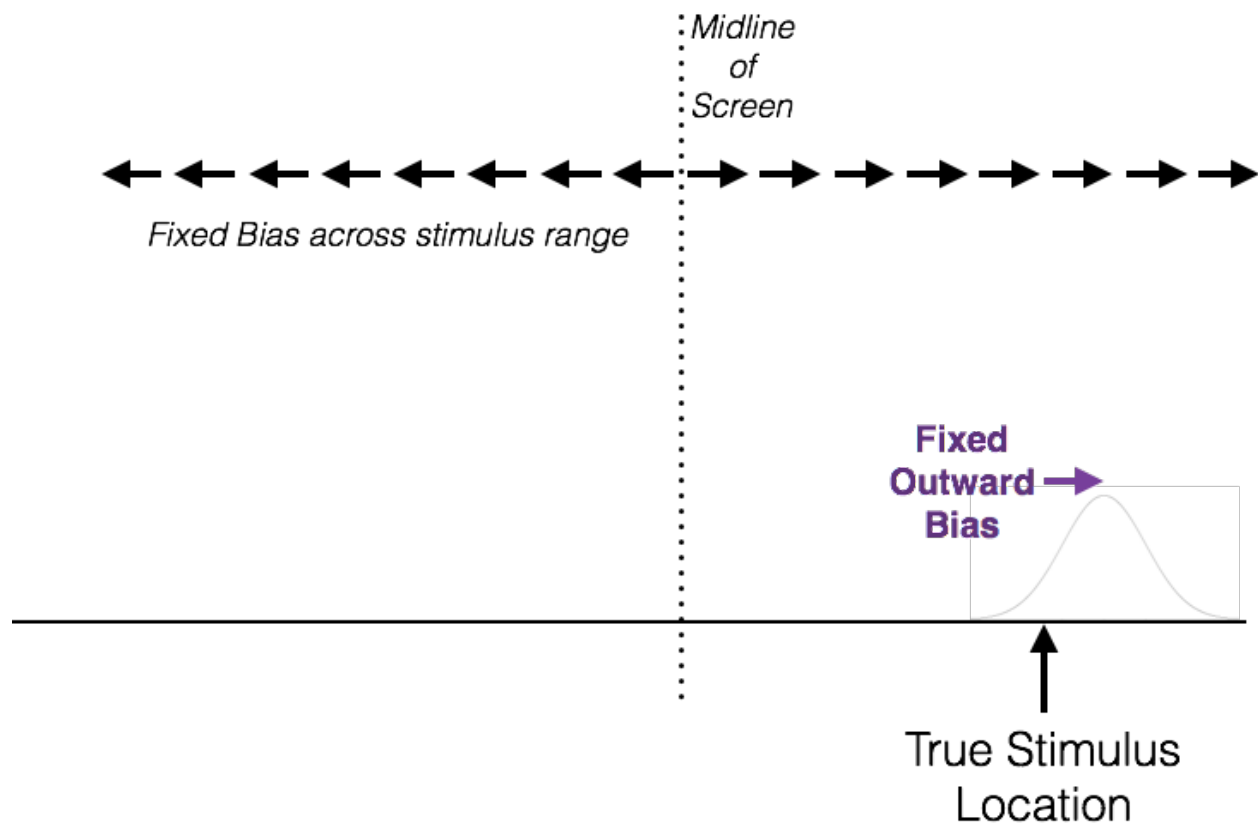 Midline
of
Screen
Fixed Bias across stimulus range
Fixed
Outward
Bias
True Stimulus
Location